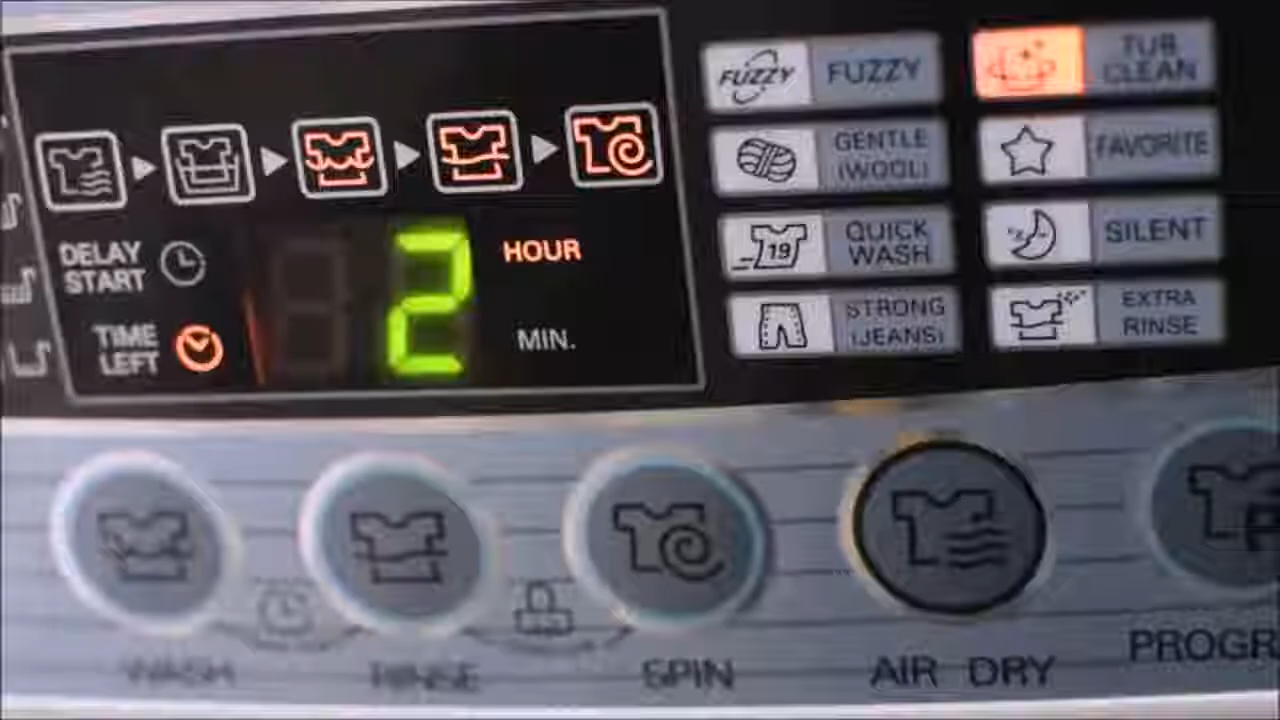 DELAY
START
TIME
LEFT
2
HOUR
MIN.
FUZZY FUZZY
GENTLE
(WOOL)
19 QUICK
WASH
STRONG
(JEANS)
TUB
CLEAN
FAVORITE
SILENT
EXTRA
RINSE
WASH
RINSE
SPIN
AIR DRY
PROGR